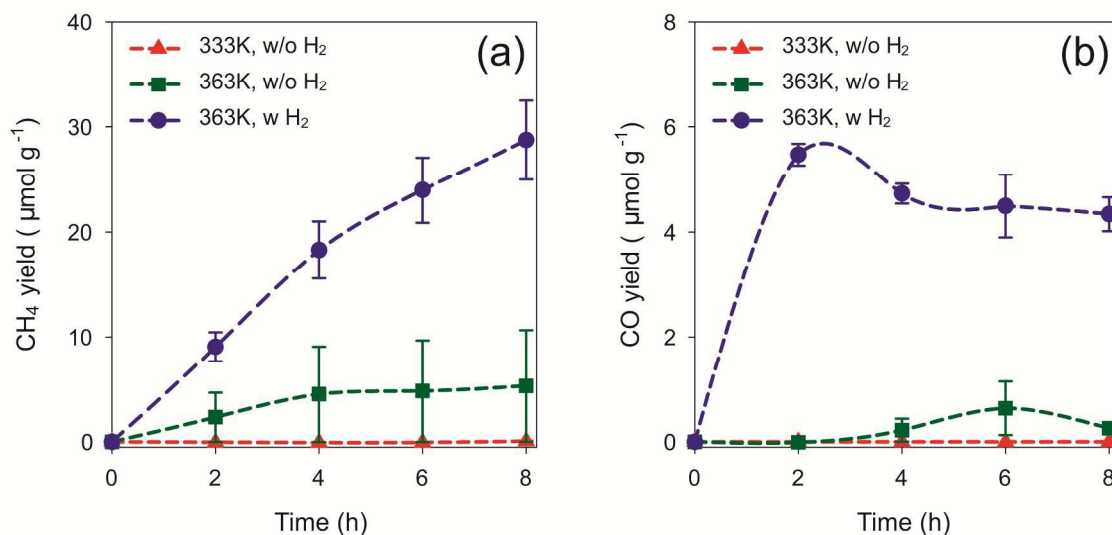 (a)
333K, w/o H₂
363K, w/o H₂
363K, w H₂
40
30
20
10
0
CH₄ yield ( µmol g⁻¹)
0 2 4 6 8
Time (h)
(b)
333K, w/o H₂
363K, w/o H₂
363K, w H₂
8
6
4
2
0
CO yield ( µmol g⁻¹)
0 2 4 6 8
Time (h)